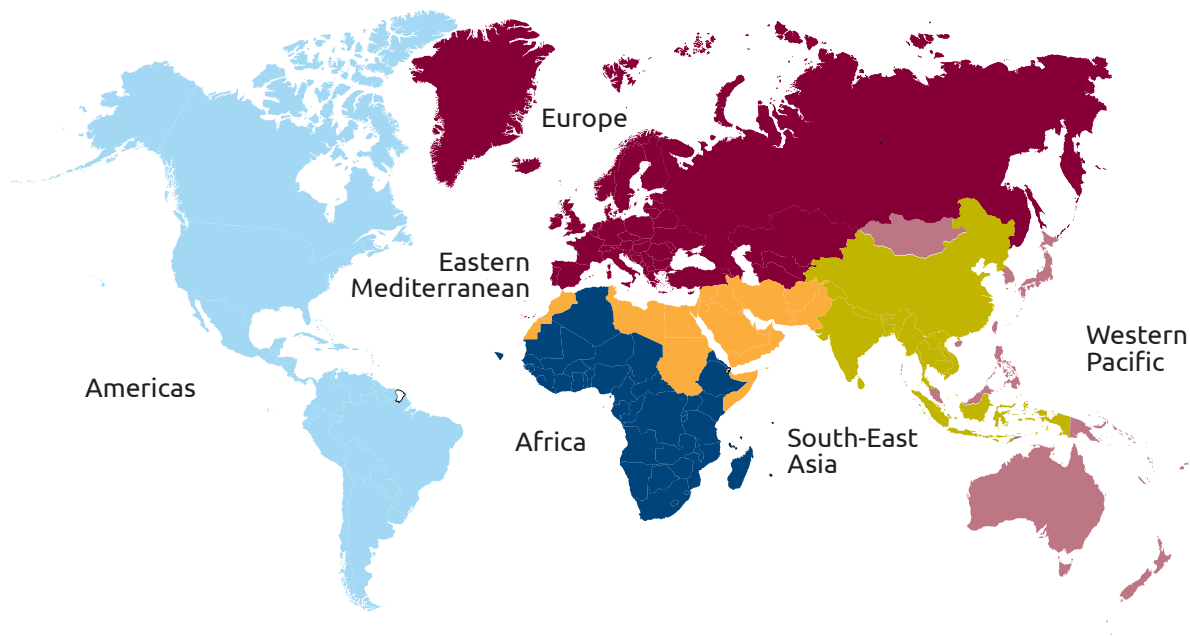 Europe
Eastern
Mediterranean
Western
Pacific
Americas
Africa
South-East
Asia